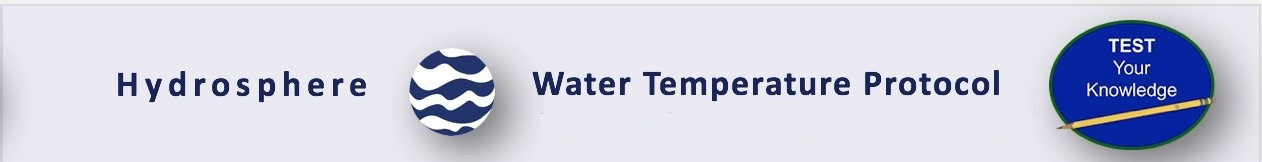 Hydrosphere
Water Temperature Protocol
TEST
Your
Knowledge